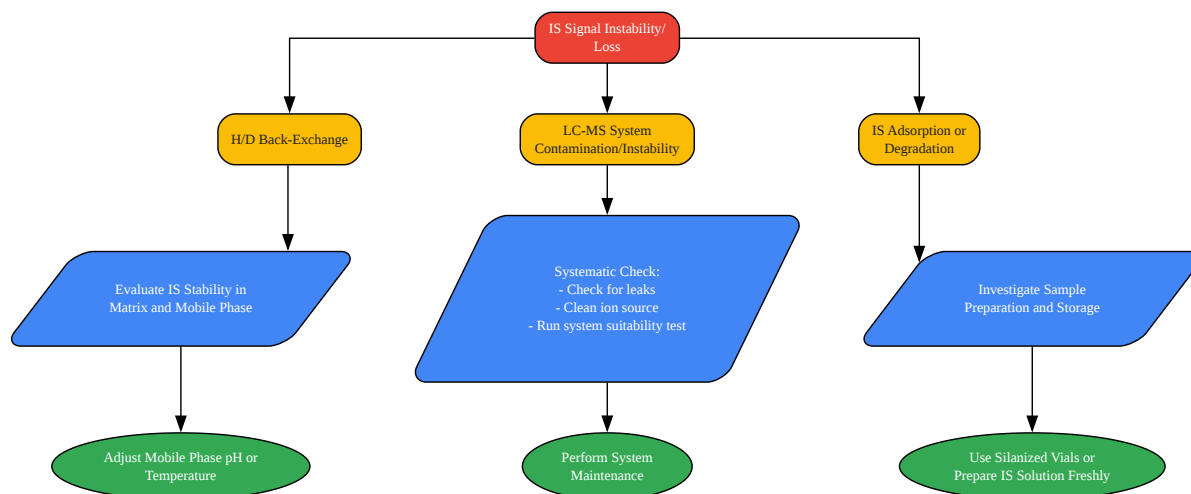 IS Signal Instability/
Loss
H/D Back-Exchange
LC-MS System
Contamination/Instability
IS Adsorption or
Degradation
Evaluate IS Stability in
Matrix and Mobile Phase
Systematic Check:
- Check for leaks
- Clean ion source
- Run system suitability test
Investigate Sample
Preparation and Storage
Adjust Mobile Phase pH or
Temperature
Perform System
Maintenance
Use Silanized Vials or
Prepare IS Solution Freshly